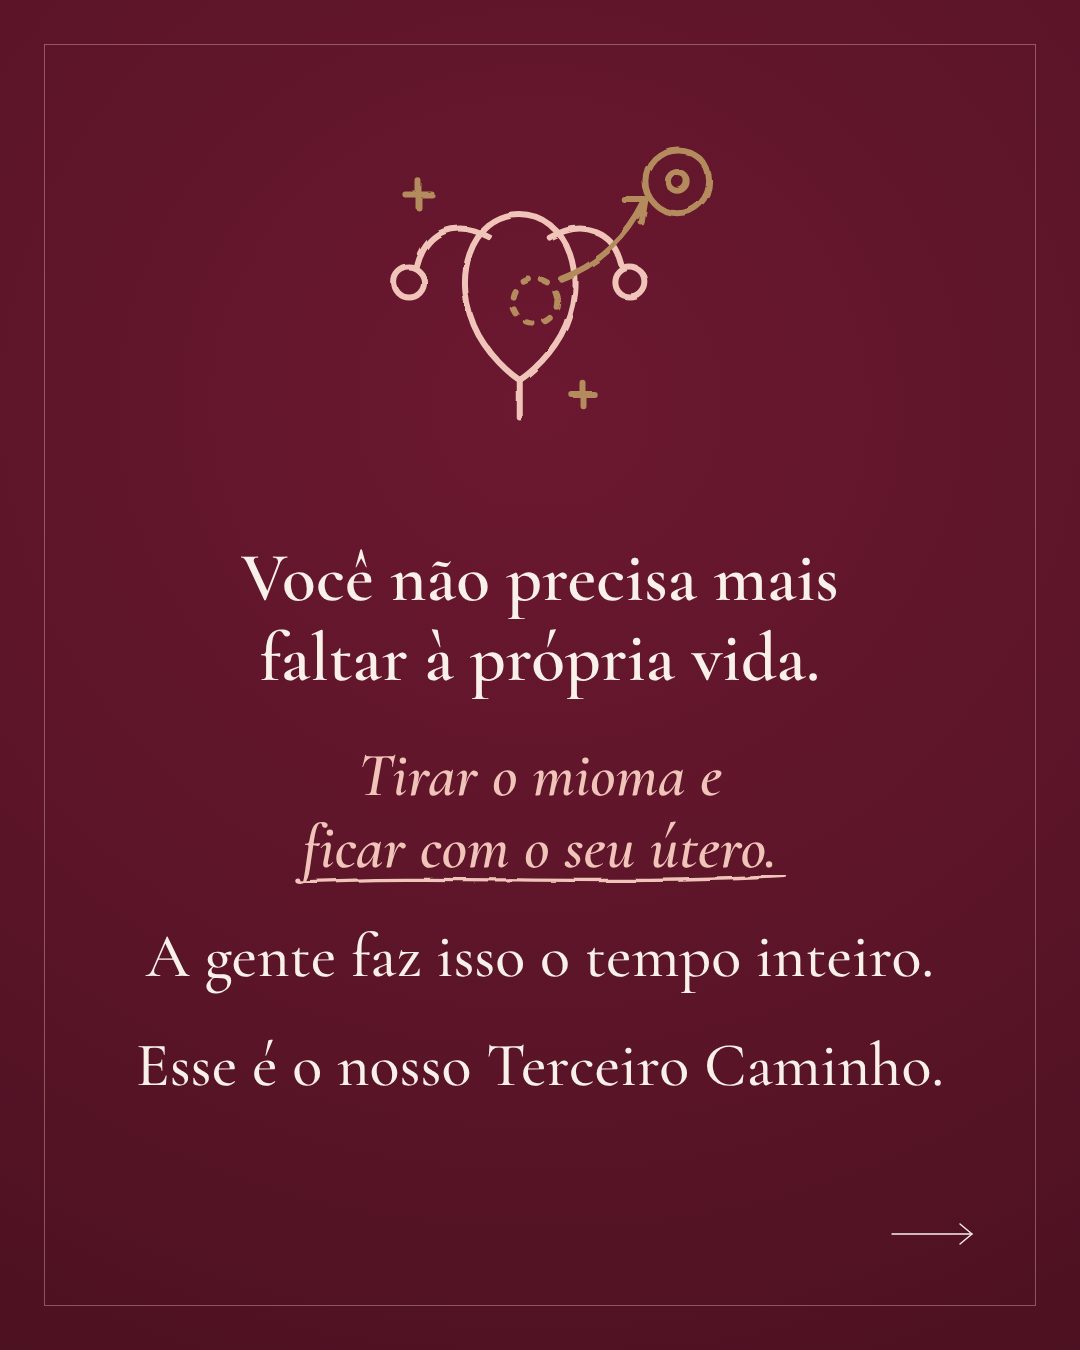 Você não precisa mais
faltar à própria vida.
Tirar o mioma e
ficar com o seu útero.
A gente faz isso o tempo inteiro.
Esse é o nosso Terceiro Caminho.